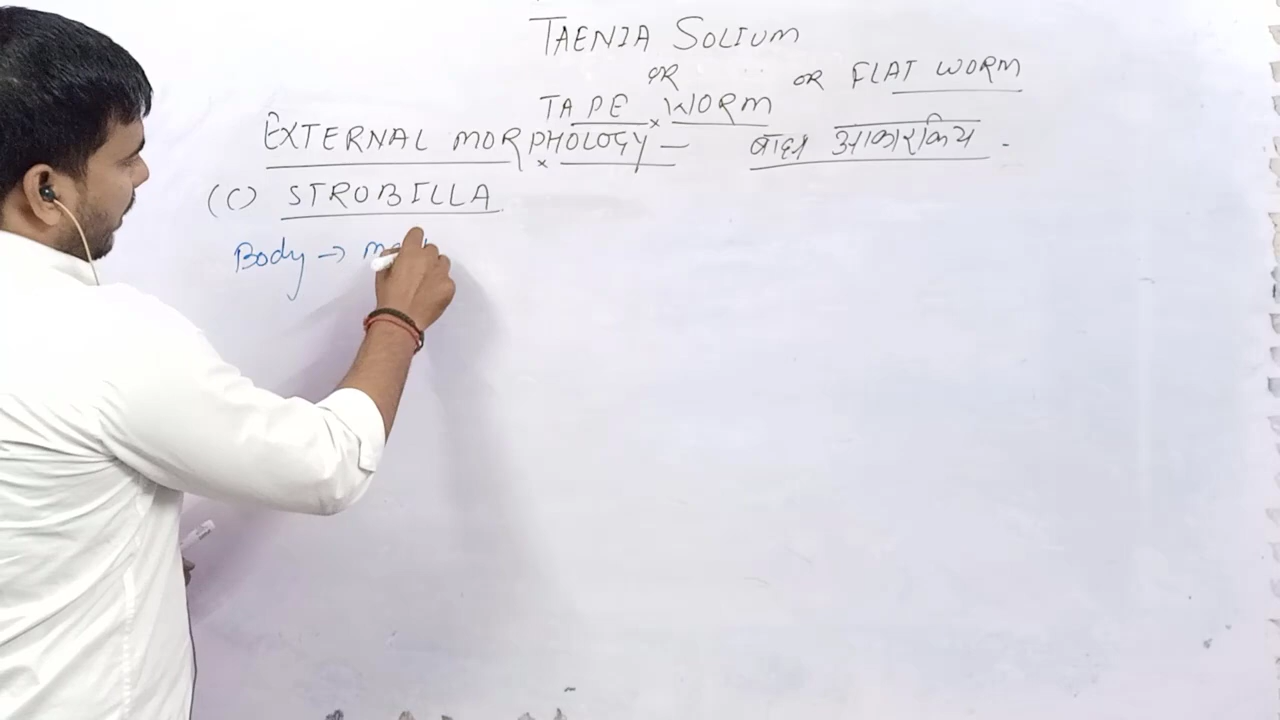 TAENIA SOLIUM
OR
TAPE WORM OR FLAT WORM
EXTERNAL MORPHOLOGY — बाह्य आकारिकीय -
(C) STROBILLA
Body →